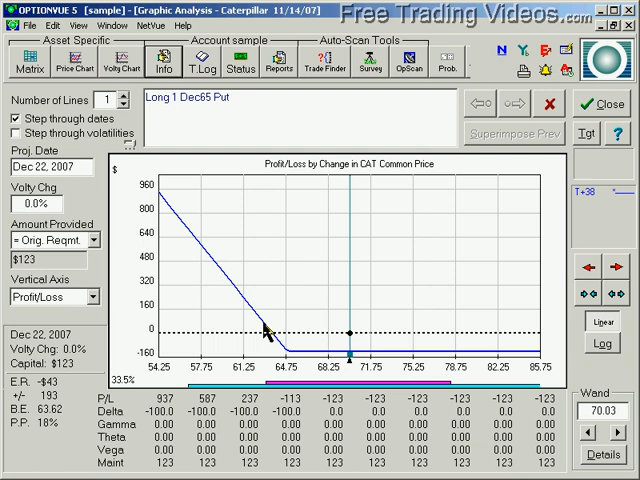 OPTIONVUE 5 [sample] - [Graphic Analysis - Caterpillar 11/14/07]
Free Trading Videos.com
File Edit View Window NetVue Help
Asset Specific Account sample Auto-Scan Tools
Matrix Price Chart Volty Chart Info T.Log Status Reports Trade Finder Survey OpScan Prob.
Number of Lines 1
Long 1 Dec65 Put
Close
Step through dates
Step through volatilities
Superimpose Prev
Tgt
?
Proj. Date
Dec 22, 2007
Volty Chg
0.0%
Amount Provided
= Orig. Reqmt.
$123
Vertical Axis
Profit/Loss
Profit/Loss by Change in CAT Common Price
$
960
800
640
480
320
160
0
-160
54.25 57.75 61.25 64.75 68.25 71.75 75.25 78.75 82.25 85.75
33.5%
T+38
Linear
Log
Wand
70.03
Details
Dec 22, 2007
Volty Chg: 0.0%
Capital: $123
E.R. -$43
+/- 193
B.E. 63.62
P.P. 18%
P/L 937 587 237 -113 -123 -123 -123 -123 -123 -123
Delta -100.0 -100.0 -100.0 -100.0 0.00 0.00 0.00 0.00 0.00 0.00
Gamma 0.00 0.00 0.00 0.00 0.00 0.00 0.00 0.00 0.00 0.00
Theta 0.00 0.00 0.00 0.00 0.00 0.00 0.00 0.00 0.00 0.00
Vega 0.00 0.00 0.00 0.00 0.00 0.00 0.00 0.00 0.00 0.00
Maint 123 123 123 123 123 123 123 123 123 123